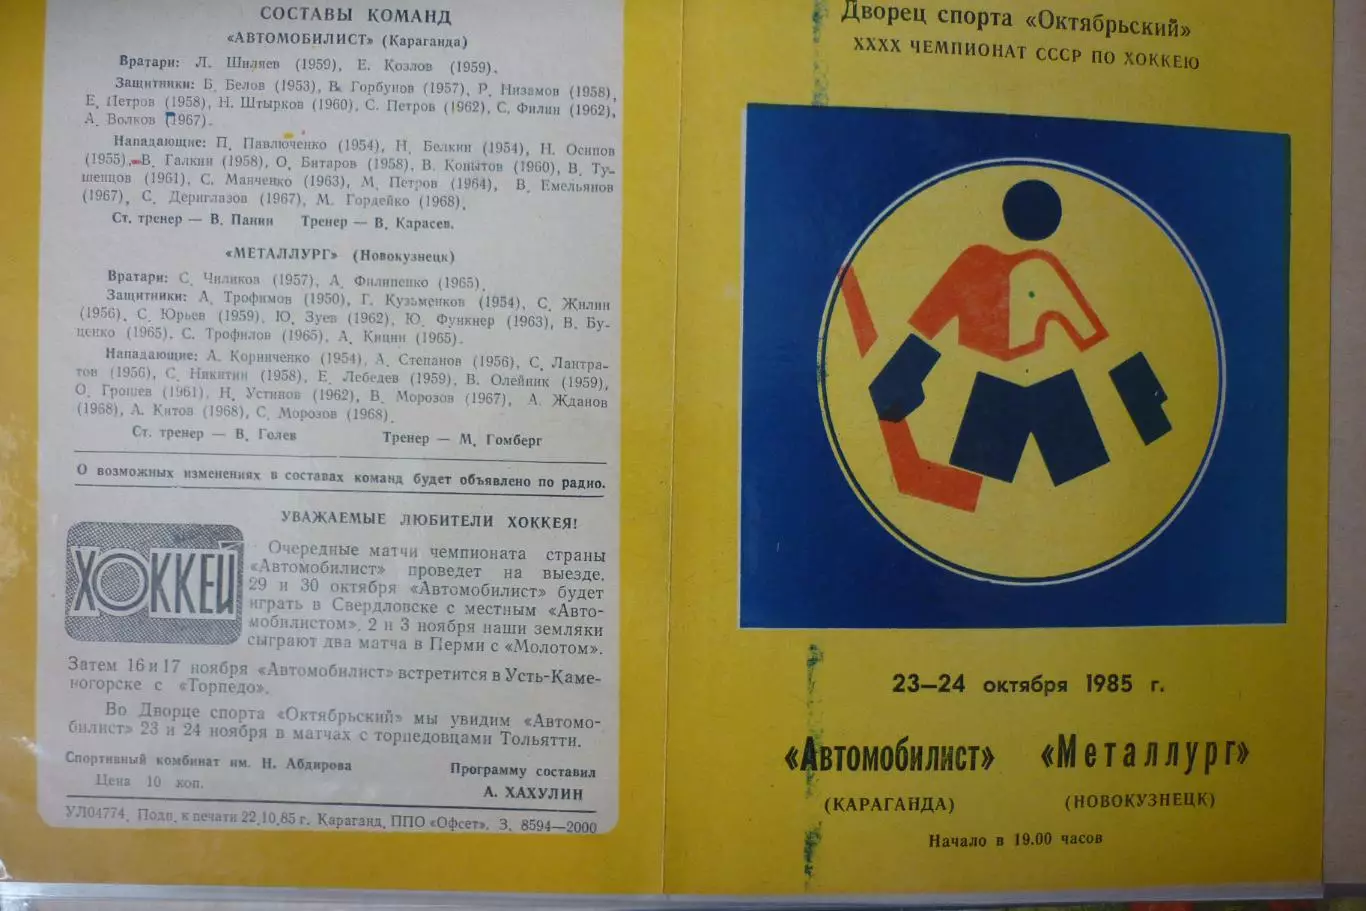 СОСТАВЫ КОМАНД
«АВТОМОБИЛИСТ» (Караганда)
Вратари: Л. Шиляев (1959), Е. Козлов (1959).
Защитники: Б. Белов (1953), В. Горбунов (1957), Р. Низамов (1958),
Е. Петров (1958), Н. Штырков (1960), С. Петров (1962), С. Филин (1962),
А. Волков (1967).
Нападающие: П. Павлюченко (1954), Н. Белкин (1954), Н. Осипов
(1955), В. Галкин (1958), О. Битаров (1958), В. Копытов (1960), В. Ту-
шенцов (1961), С. Манченко (1963), М. Петров (1964), В. Емельянов
(1967), С. Дериглазов (1967), М. Гордейко (1968).
Ст. тренер — В. Панин Тренер — В. Карасев.
«МЕТАЛЛУРГ» (Новокузнецк)
Вратари: С. Чиликов (1957), А. Филипенко (1965).
Защитники: А. Трофимов (1950), Г. Кузьменков (1954), С. Жилин
(1956), С. Юрьев (1959), Ю. Зуев (1962), Ю. Функнер (1963), В. Бу-
ценко (1965), С. Трофилов (1965), А. Кицин (1965).
Нападающие: А. Корниченко (1954), А. Степанов (1956), С. Лантра-
тов (1956), С. Никитин (1958), Е. Лебедев (1959), В. Олейник (1959),
О. Грошев (1961), Н. Устинов (1962), В. Морозов (1967), А. Жданов
(1968), А. Китов (1968), С. Морозов (1968).
Ст. тренер — В. Голев Тренер — М. Гомберг
О возможных изменениях в составах команд будет объявлено по радио.
УВАЖАЕМЫЕ ЛЮБИТЕЛИ ХОККЕЯ!
ХОККЕЙ
Очередные матчи чемпионата страны
«Автомобилист» проведет на выезде.
29 и 30 октября «Автомобилист» будет
играть в Свердловске с местным «Авто-
мобилистом». 2 и 3 ноября наши земляки
сыграют два матча в Перми с «Молотом».
Затем 16 и 17 ноября «Автомобилист» встретится в Усть-Каме-
ногорске с «Торпедо».
Во Дворце спорта «Октябрьский» мы увидим «Автомо-
билист» 23 и 24 ноября в матчах с торпедовцами Тольятти.
Спортивный комбинат им. Н. Абдирова
Цена 10 коп.
Программу составил
А. ХАХУЛИН
УЛ04774. Подп. к печати 22.10.85 г. Караганд. ППО «Офсет». З. 8594—2000
Дворец спорта «Октябрьский»
XXXX ЧЕМПИОНАТ СССР ПО ХОККЕЮ
23—24 октября 1985 г.
«Автомобилист» «Металлург»
(КАРАГАНДА) (НОВОКУЗНЕЦК)
Начало в 19.00 часов